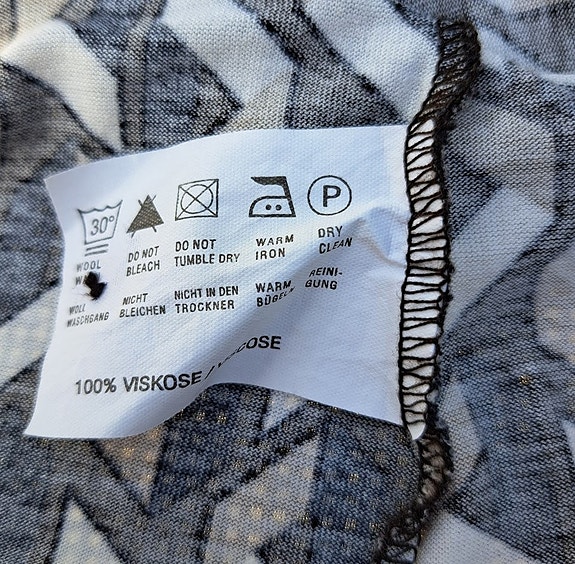 30°
P
WOOL
DO NOT
BLEACH
DO NOT
TUMBLE DRY
WARM
IRON
DRY
CLEAN
WOLL
WASCHGANG
NICHT
BLEICHEN
NICHT IN DEN
TROCKNER
WARM
REINI-
GUNG
100% VISKOSE /